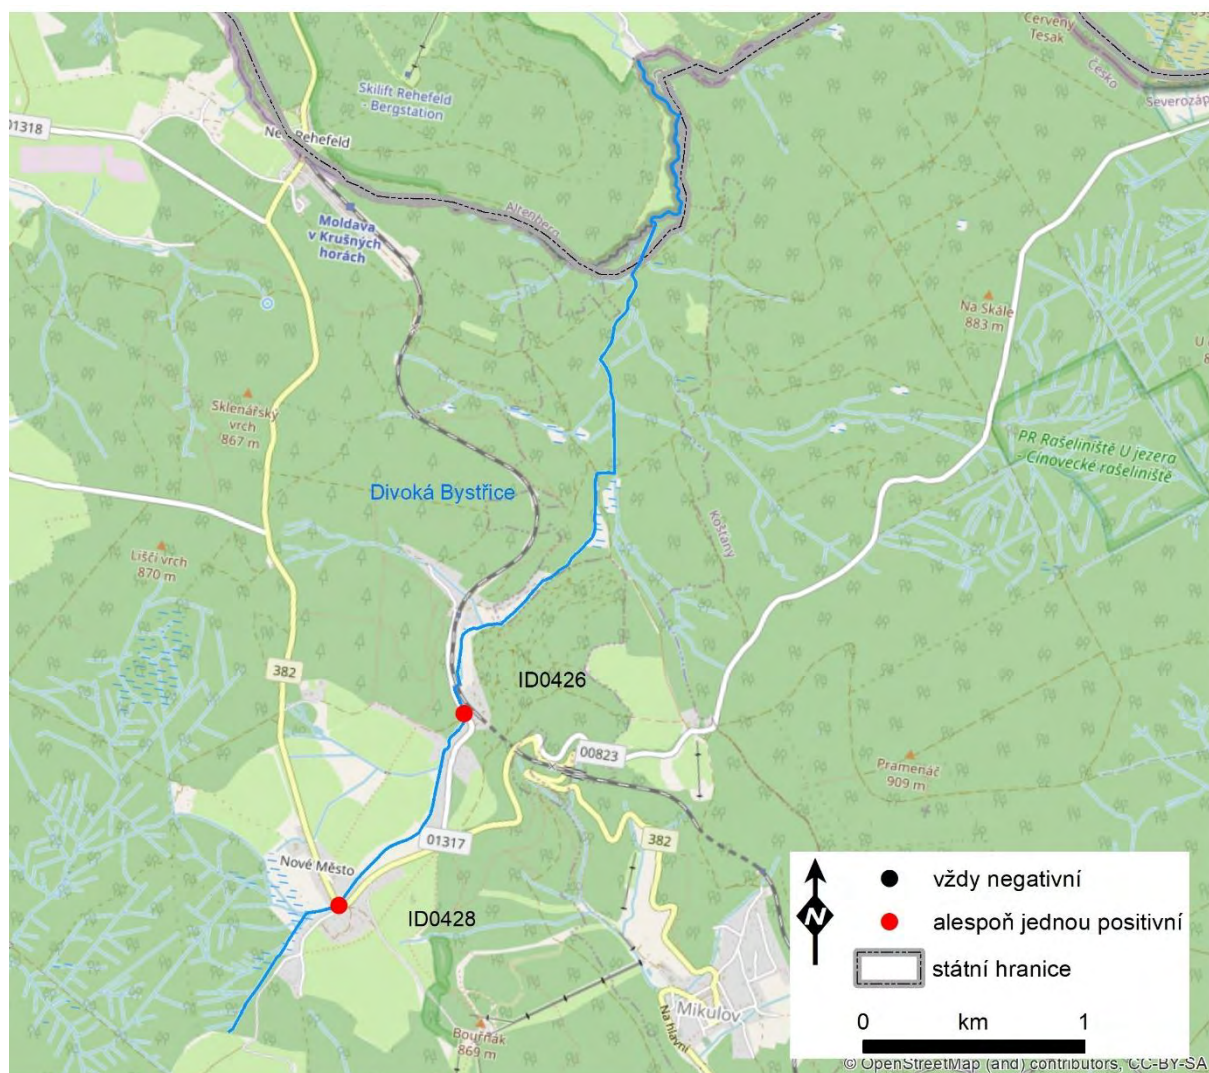 Červený
Tesák
Česko
Severozáp
Skilift Rehefeld
- Bergstation
01318
Neu Rehefeld
Altenberg
Moldava
v Krušných
horách
Na Skále
883 m
Sklenářský
vrch
867 m
PR Rašeliniště U jezera
- Cínovecké rašeliniště
Divoká Bystřice
Košťany
Liščí vrch
870 m
382
ID0426
00823
Pramenáč
909 m
01317
382
Nové Město
ID0428
Mikulov
Na hlavní
Bouřňák
869 m
N
vždy negativní
alespoň jednou positivní
státní hranice
0 km 1
© OpenStreetMap (and) contributors, CC-BY-SA